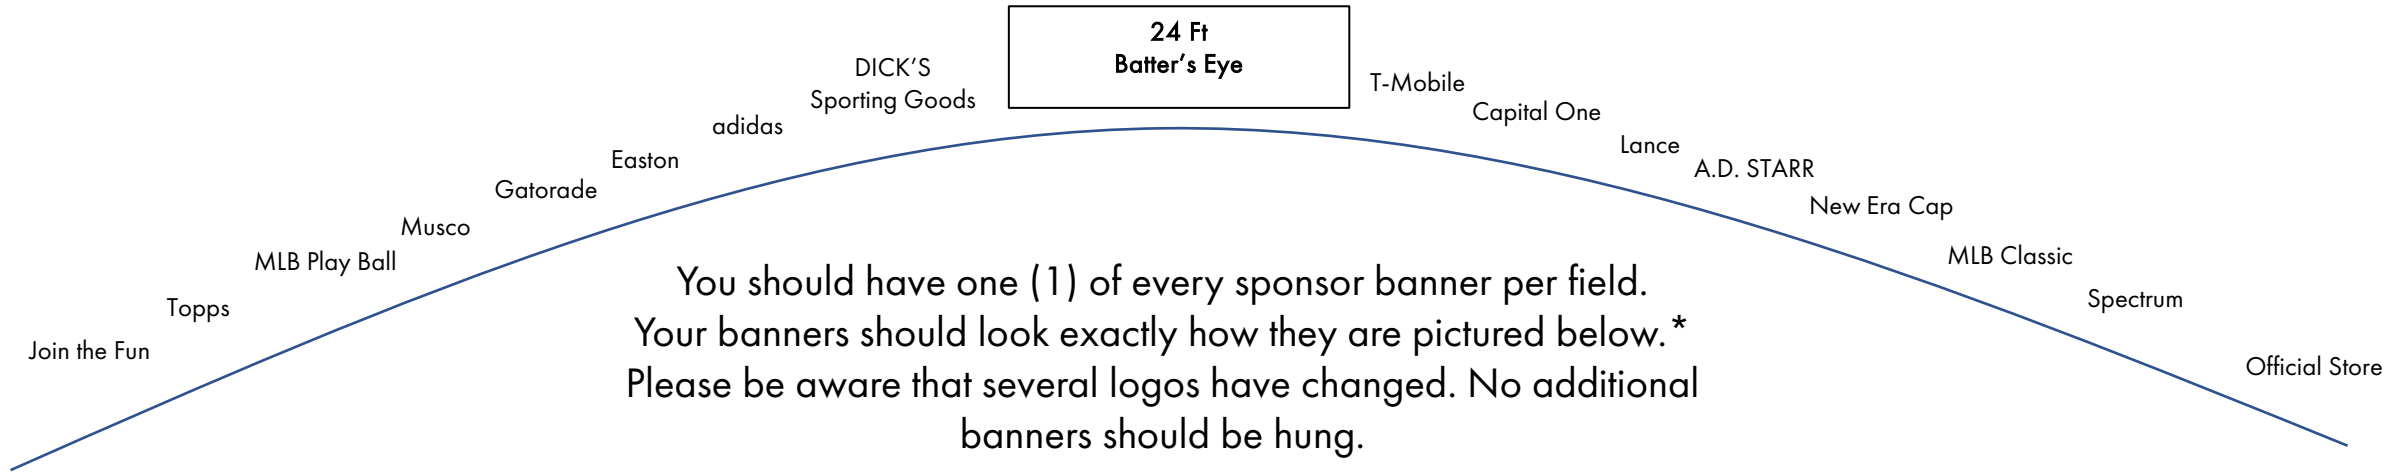 24 Ft
Batter's Eye
DICK'S
Sporting Goods
adidas
Easton
Gatorade
Musco
MLB Play Ball
Topps
Join the Fun
T-Mobile
Capital One
Lance
A.D. STARR
New Era Cap
MLB Classic
Spectrum
Official Store
You should have one (1) of every sponsor banner per field.
Your banners should look exactly how they are pictured below.*
Please be aware that several logos have changed. No additional
banners should be hung.